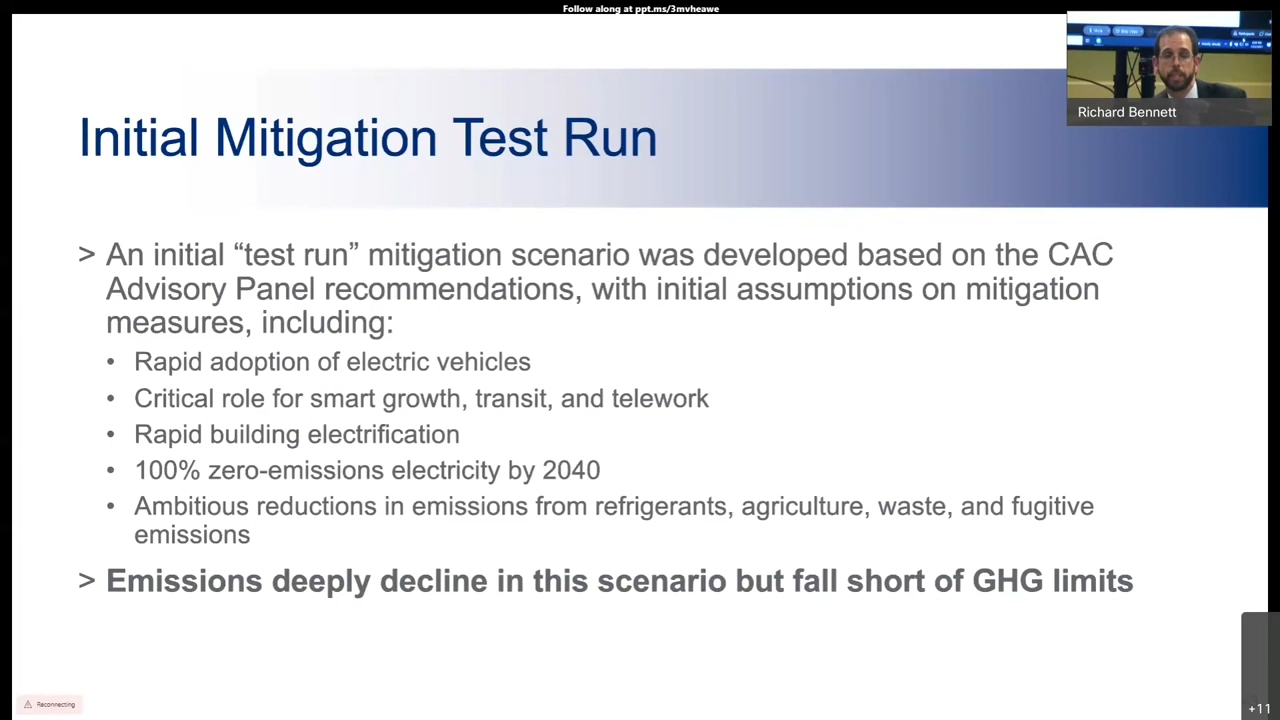 Follow along at ppt.ms/3mvheawe
Richard Bennett
Initial Mitigation Test Run
> An initial “test run” mitigation scenario was developed based on the CAC
Advisory Panel recommendations, with initial assumptions on mitigation
measures, including:
• Rapid adoption of electric vehicles
• Critical role for smart growth, transit, and telework
• Rapid building electrification
• 100% zero-emissions electricity by 2040
• Ambitious reductions in emissions from refrigerants, agriculture, waste, and fugitive
emissions
> Emissions deeply decline in this scenario but fall short of GHG limits
Reconnecting
+11